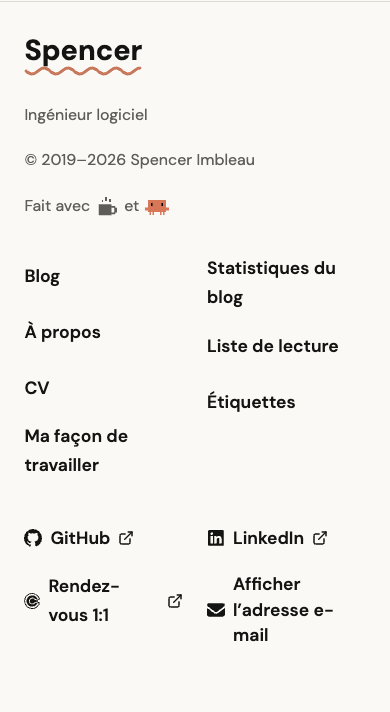 Spencer
Ingénieur logiciel
© 2019–2026 Spencer Imbleau
Fait avec et
Blog
À propos
CV
Ma façon de
travailler
Statistiques du
blog
Liste de lecture
Étiquettes
GitHub
LinkedIn
Rendez-
vous 1:1
Afficher
l’adresse e-
mail